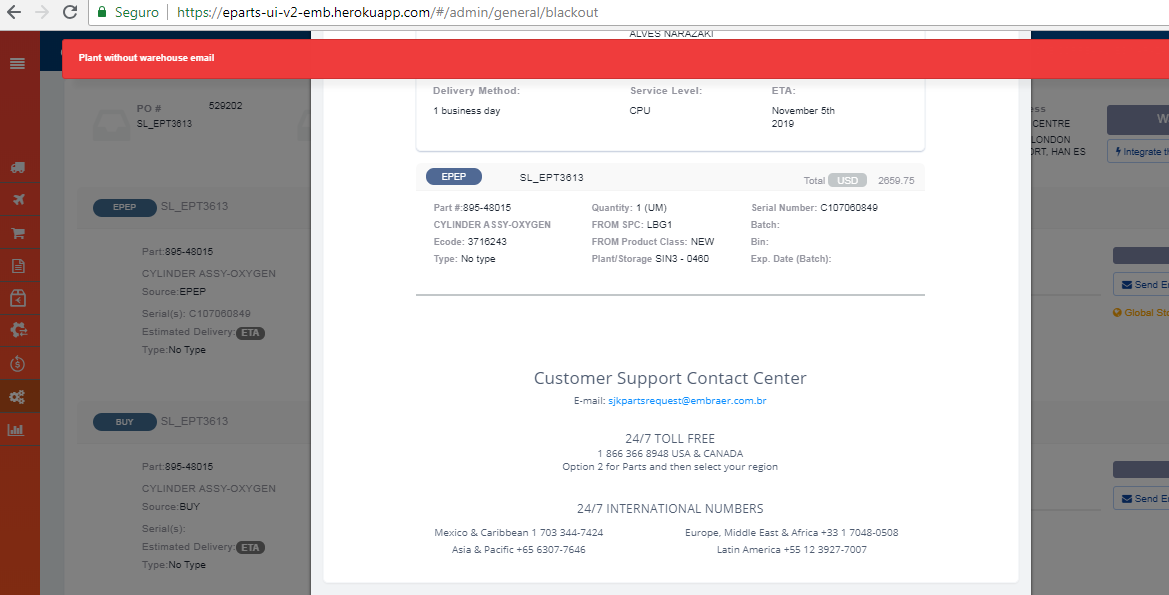 Seguro https://eparts-ui-v2-emb.herokuapp.com/#/admin/general/blackout
ALVES NARAZAKI
Plant without warehouse email
PO # 529202
SL_EPT3613
Delivery Method: Service Level: ETA:
1 business day CPU November 5th
2019
CENTRE
LONDON
HAN ES
Integrate
EPEP SL_EPT3613 Total USD 2659.75
Part #:895-48015 Quantity: 1 (UM) Serial Number: C107060849
CYLINDER ASSY-OXYGEN FROM SPC: LBG1 Batch:
Ecode: 3716243 FROM Product Class: NEW Bin:
Type: No type Plant/Storage SIN3 - 0460 Exp. Date (Batch):
EPEP SL_EPT3613
Part:895-48015
CYLINDER ASSY-OXYGEN
Source:EPEP
Serial(s): C107060849
Estimated Delivery: ETA
Type:No Type
Send
Global
BUY SL_EPT3613
Part:895-48015
CYLINDER ASSY-OXYGEN
Source:BUY
Serial(s):
Estimated Delivery: ETA
Type:No Type
Send
Customer Support Contact Center
E-mail: sjkpartsrequest@embraer.com.br
24/7 TOLL FREE
1 866 366 8948 USA & CANADA
Option 2 for Parts and then select your region
24/7 INTERNATIONAL NUMBERS
Mexico & Caribbean 1 703 344-7424 Europe, Middle East & Africa +33 1 7048-0508
Asia & Pacific +65 6307-7646 Latin America +55 12 3927-7007